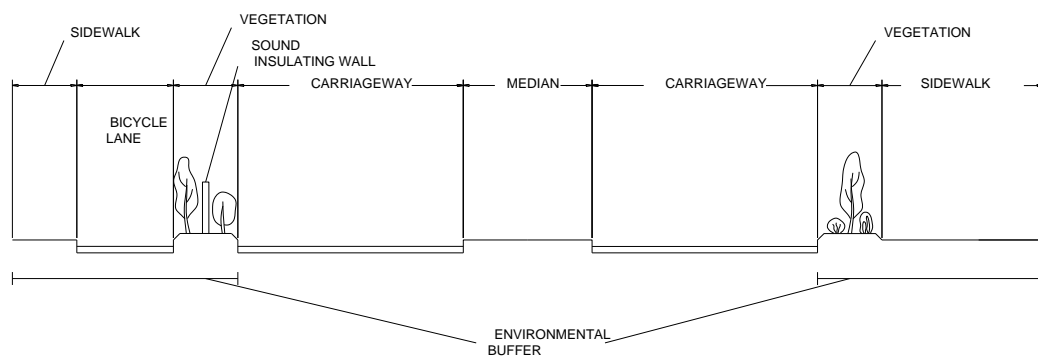 SIDEWALK
VEGETATION
SOUND
INSULATING WALL
VEGETATION
CARRIAGEWAY
MEDIAN
CARRIAGEWAY
SIDEWALK
BICYCLE
LANE
ENVIRONMENTAL
BUFFER